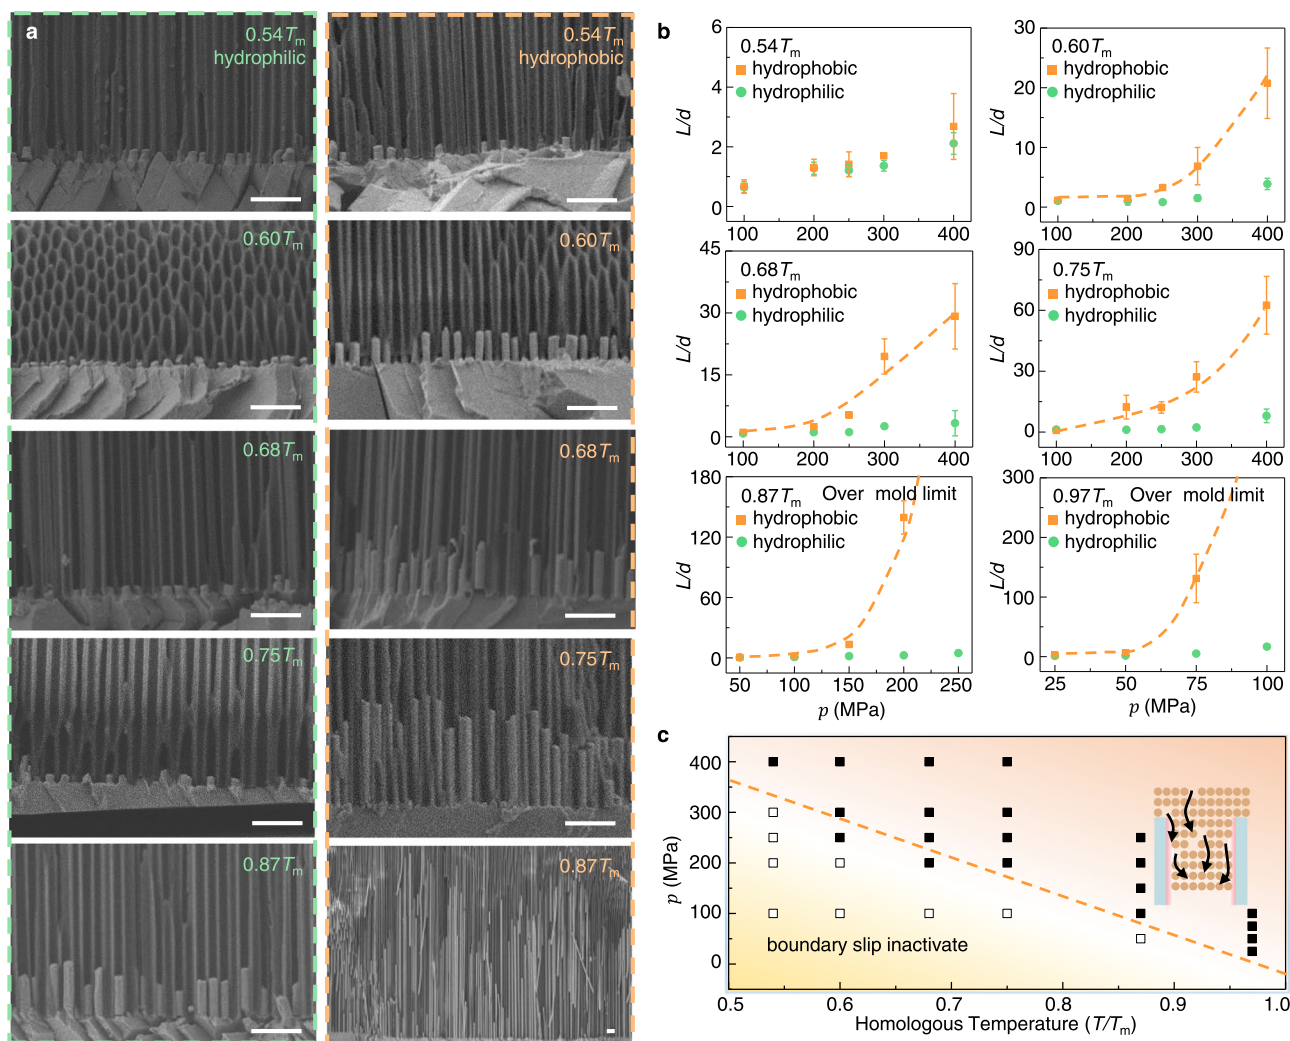 a
0.54Tm
hydrophilic
0.54Tm
hydrophobic
0.60Tm
0.60Tm
0.68Tm
0.68Tm
0.75Tm
0.75Tm
0.87Tm
0.87Tm
b
6
4
2
0
L/d
0.54Tm
hydrophobic
hydrophilic
100 200 300 400
30
20
10
0
L/d
0.60Tm
hydrophobic
hydrophilic
100 200 300 400
45
30
15
0
L/d
0.68Tm
hydrophobic
hydrophilic
100 200 300 400
90
60
30
0
L/d
0.75Tm
hydrophobic
hydrophilic
100 200 300 400
180
120
60
0
L/d
0.87Tm Over mold limit
hydrophobic
hydrophilic
50 100 150 200 250
p (MPa)
300
200
100
0
L/d
0.97Tm Over mold limit
hydrophobic
hydrophilic
25 50 75 100
p (MPa)
c
400
300
200
100
0
p (MPa)
boundary slip inactivate
0.5 0.6 0.7 0.8 0.9 1.0
Homologous Temperature (T/Tm)